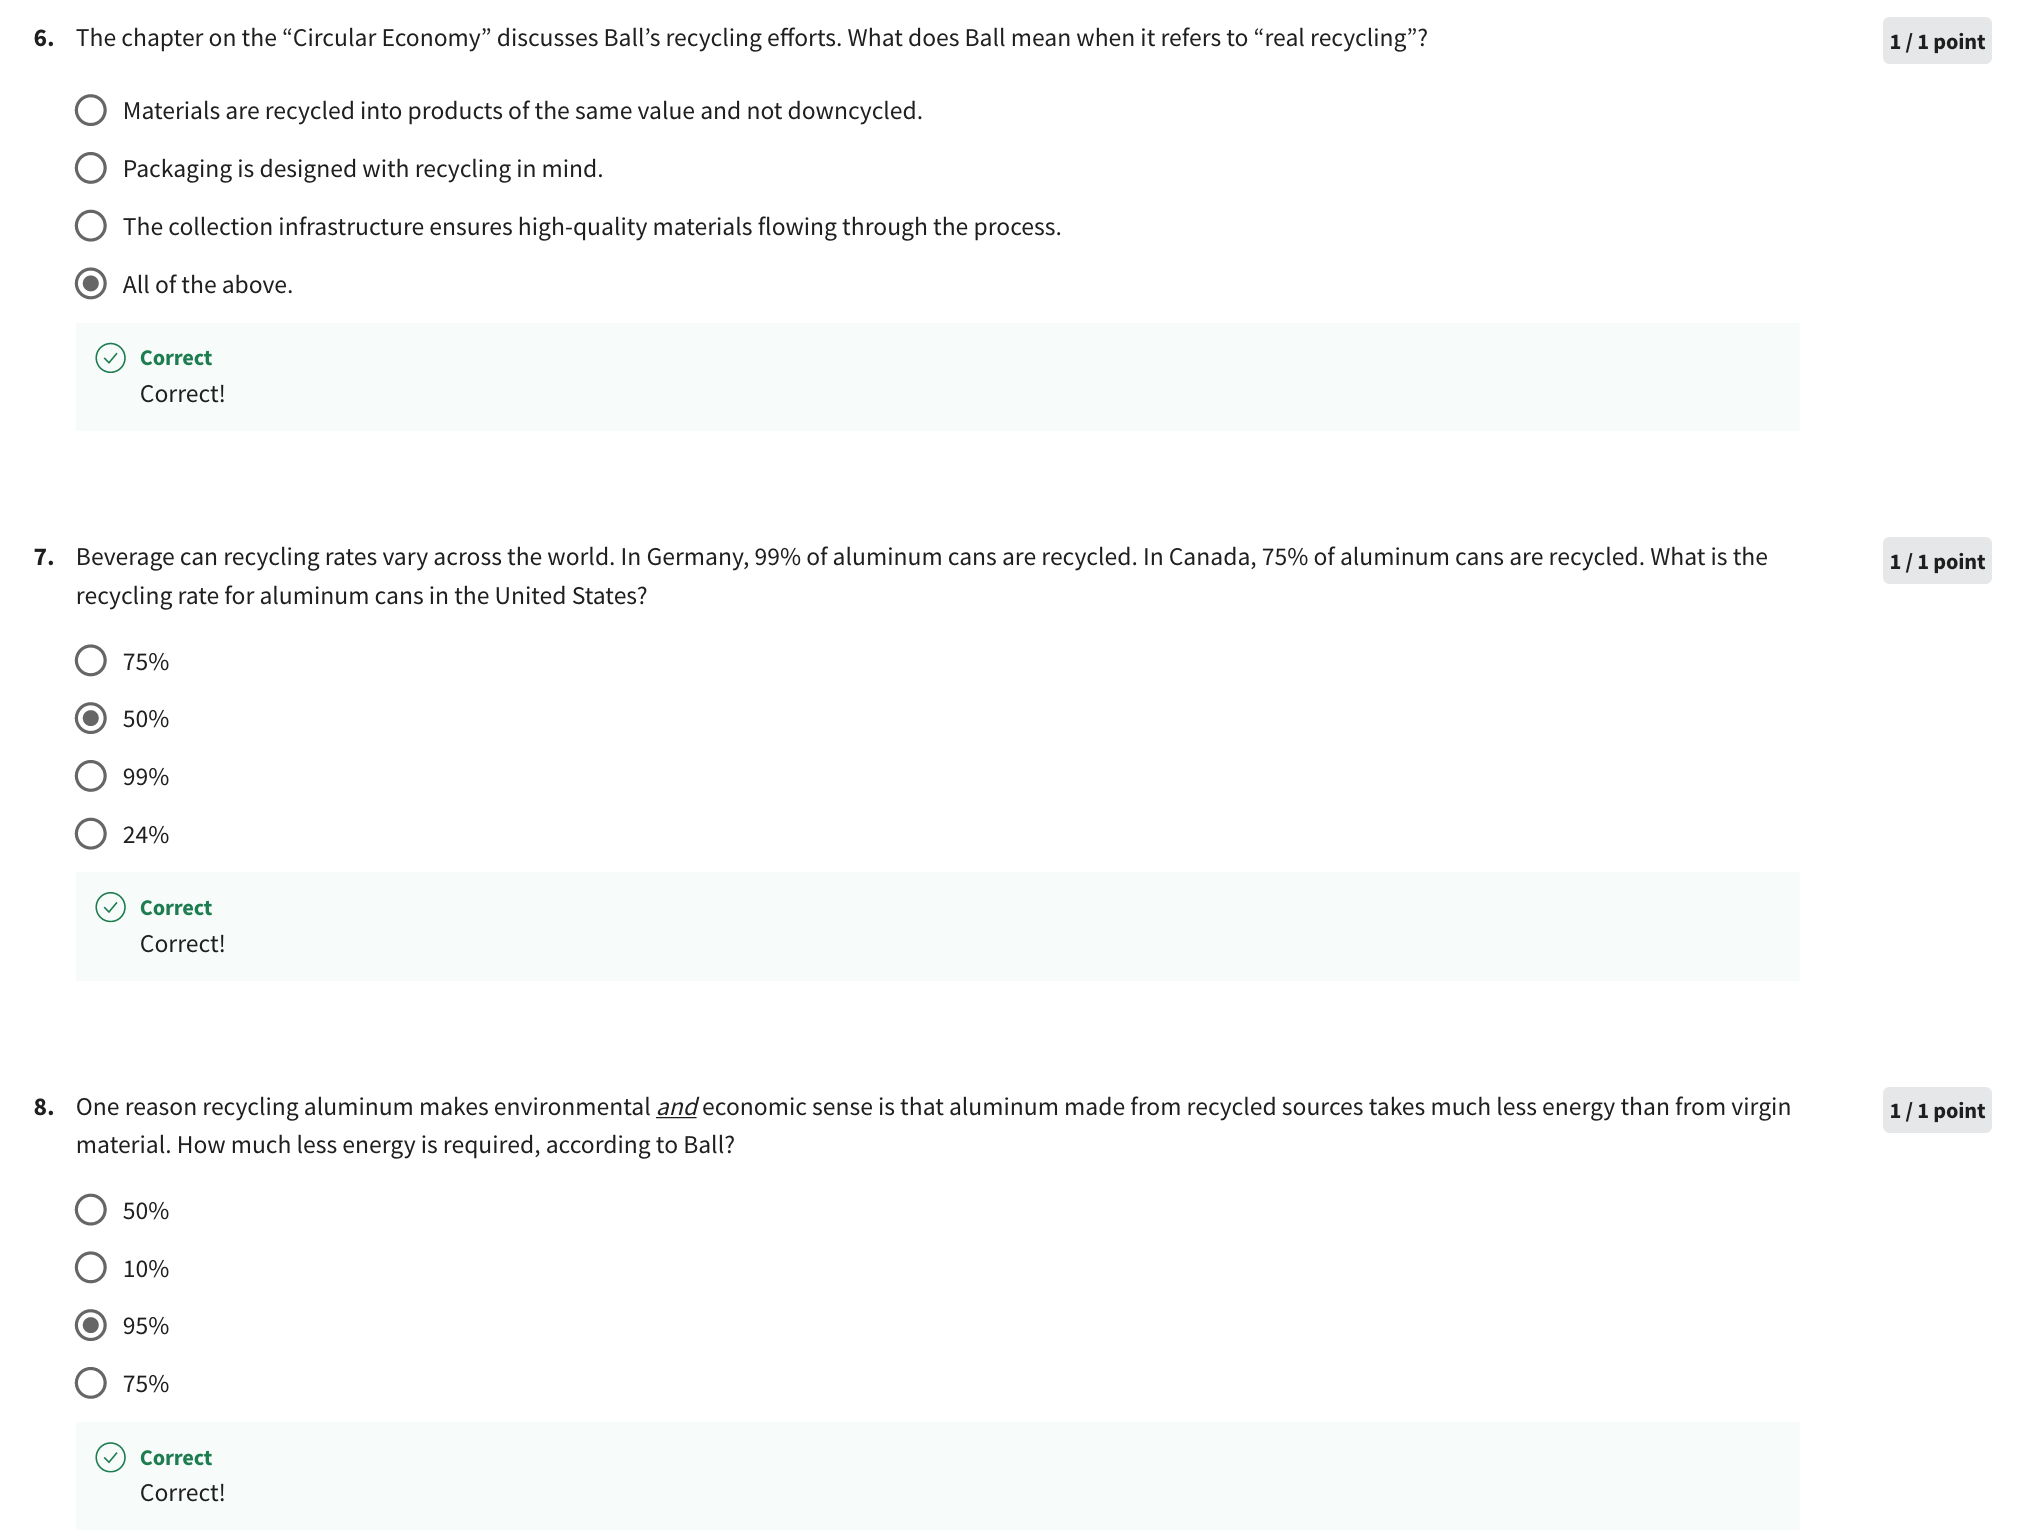 6. The chapter on the “Circular Economy” discusses Ball’s recycling efforts. What does Ball mean when it refers to “real recycling”?
1 / 1 point
Materials are recycled into products of the same value and not downcycled.
Packaging is designed with recycling in mind.
The collection infrastructure ensures high-quality materials flowing through the process.
All of the above.
Correct
Correct!
7. Beverage can recycling rates vary across the world. In Germany, 99% of aluminum cans are recycled. In Canada, 75% of aluminum cans are recycled. What is the
recycling rate for aluminum cans in the United States?
1 / 1 point
75%
50%
99%
24%
Correct
Correct!
8. One reason recycling aluminum makes environmental and economic sense is that aluminum made from recycled sources takes much less energy than from virgin
material. How much less energy is required, according to Ball?
1 / 1 point
50%
10%
95%
75%
Correct
Correct!